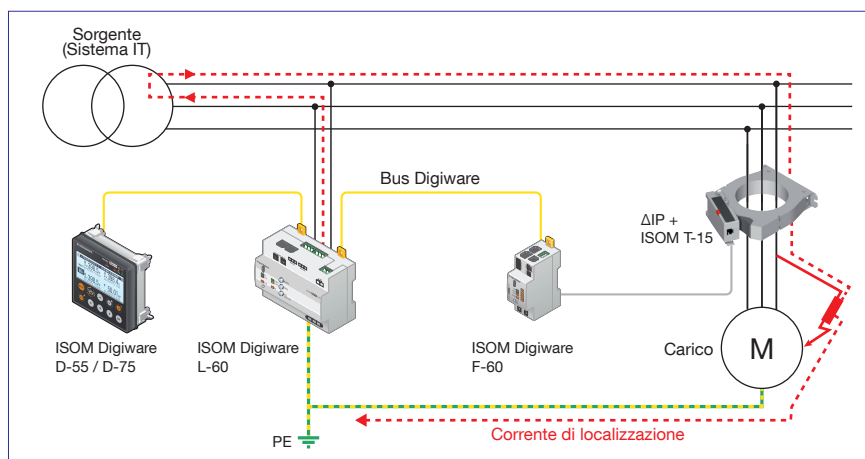 Sorgente
(Sistema IT)
Bus Digiware
ΔIP +
ISOM T-15
ISOM Digiware
D-55 / D-75
ISOM Digiware
L-60
ISOM Digiware
F-60
Carico
M
Corrente di localizzazione
PE